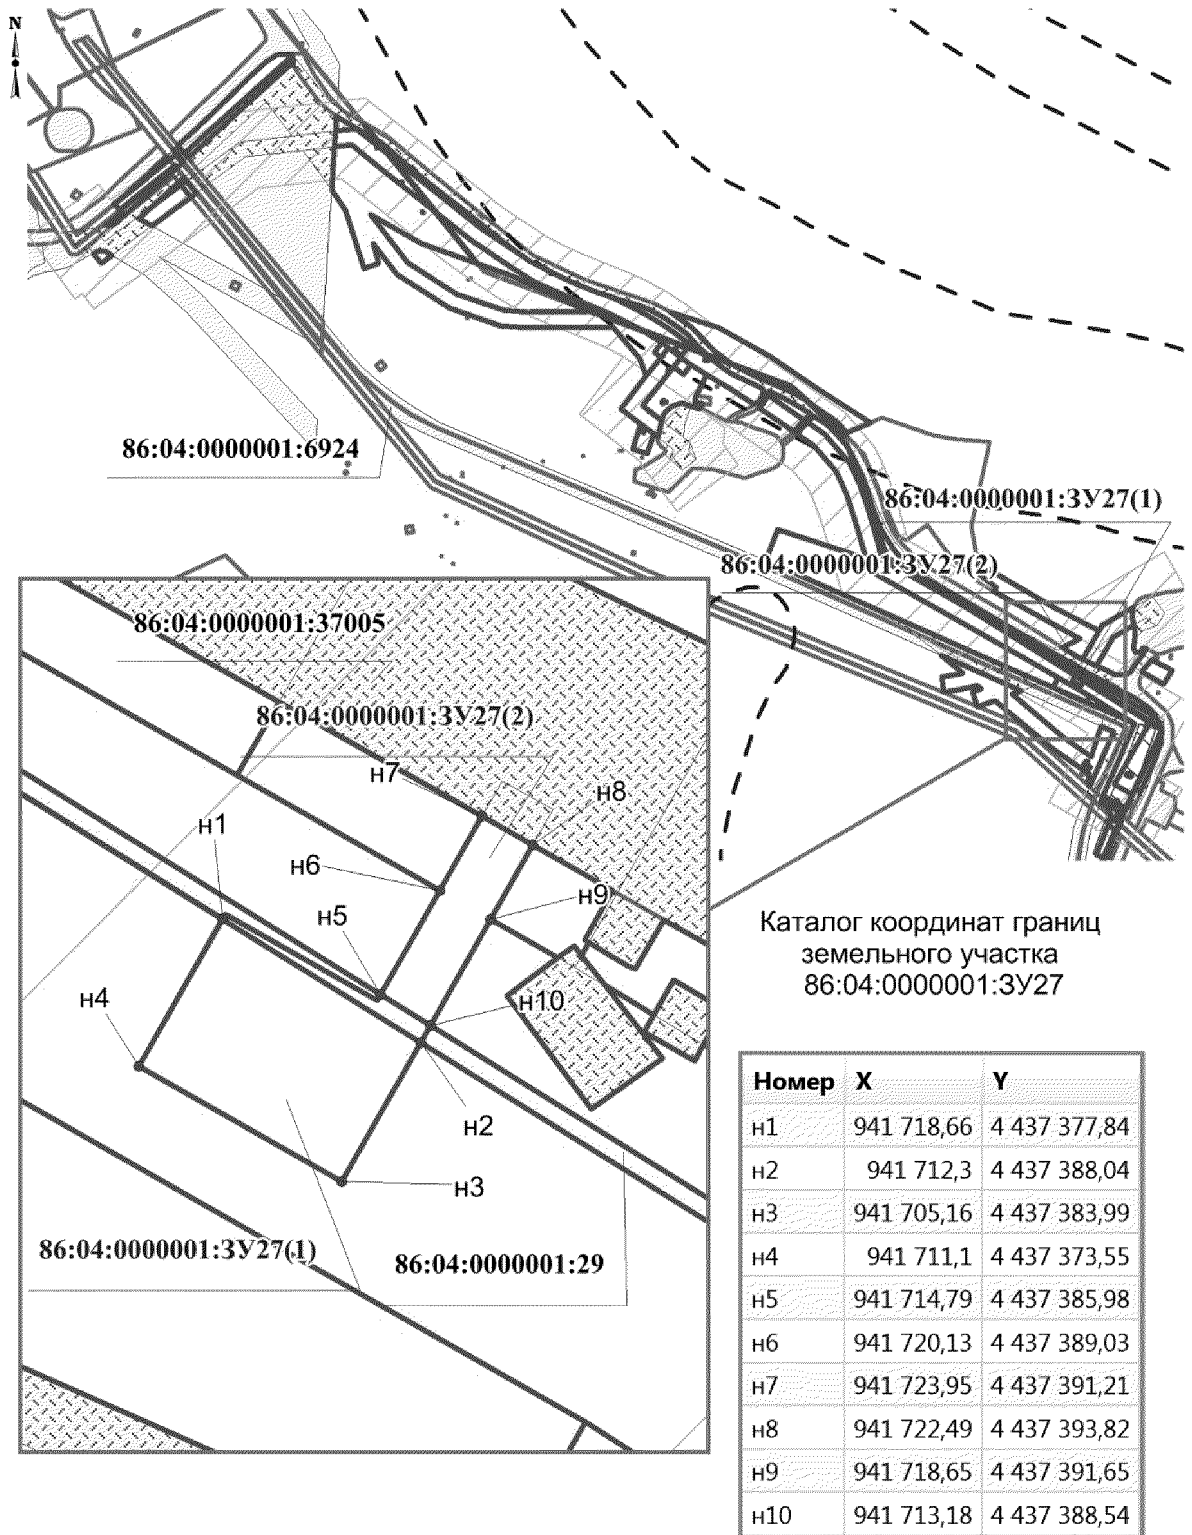 N
86:04:0000001:6924
86:04:0000001:ЗУ27(1)
86:04:0000001:ЗУ27(2)
86:04:0000001:37005
86:04:0000001:ЗУ27(2)
н7
н8
н1
н6
н9
н5
н4
н10
н2
н3
86:04:0000001:ЗУ27(1)
86:04:0000001:29
Каталог координат границ
земельного участка
86:04:0000001:ЗУ27
Номер X Y
н1 941 718,66 4 437 377,84
н2 941 712,3 4 437 388,04
н3 941 705,16 4 437 383,99
н4 941 711,1 4 437 373,55
н5 941 714,79 4 437 385,98
н6 941 720,13 4 437 389,03
н7 941 723,95 4 437 391,21
н8 941 722,49 4 437 393,82
н9 941 718,65 4 437 391,65
н10 941 713,18 4 437 388,54